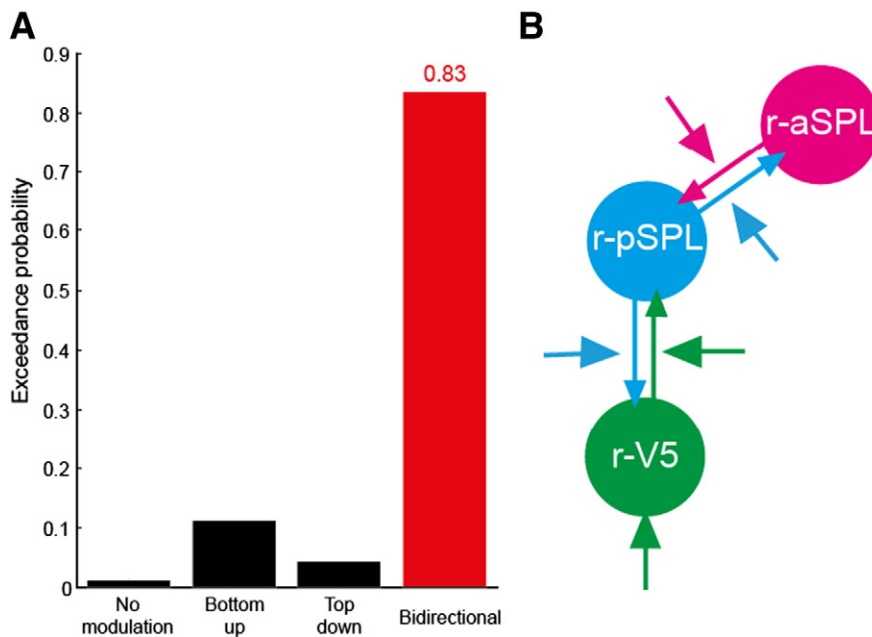 A
B
0.9
0.8
0.7
0.6
0.5
0.4
0.3
0.2
0.1
0
Exceedance probability
0.83
No
modulation
Bottom
up
Top
down
Bidirectional
r-aSPL
r-pSPL
r-V5